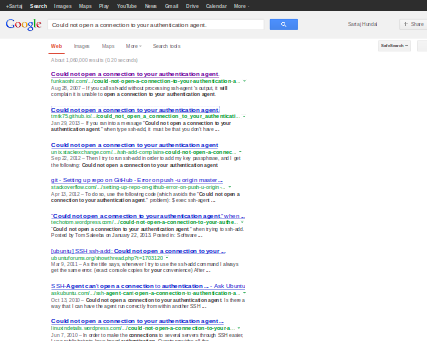 +Saroj Search Images Maps Play YouTube News Gmail Drive Calendar More
Google Could not open a connection to your authentication agent. Share
Web Images Maps More Search tools SafeSearch
About 1,060,000 results (0.20 seconds)
Could not open a connection to your authentication agent
funkaoshi.com/.../could-not-open-a-connection-to-your-authentication-a...
Aug 28, 2007 – If you call ssh-add without processing ssh-agent 's output, it will
complain it is unable to open a connection to your authentication agent.
Could not open a connection to your authentication agent.
/could_not_open_a_connection_to_your_authenticati...
Jan 29, 2013 – If you run into a message "Could not open a connection to your
authentication agent" when type ssh-add, it must be that you don't have ...
Could not open a connection to your authentication agent
unix.stackexchange.com/.../ssh-add-complains-could-not-open-a-connec...
Sep 22, 2012 – Then I try to run ssh-add in order to add my key passphrase, and I get
the following: Could not open a connection to your authentication agent.
git - Setting up repo on GitHub - Error on push -u origin master ...
stackoverflow.com/.../setting-up-repo-on-github-error-on-push-u-origin-...
Apr 13, 2012 – To do so, use the following code (which avoids the "Could not open a
connection to your authentication agent." problem): $ exec ssh-agent ...
"Could not open a connection to your authentication agent" when ...
rechoism.wordpress.com/.../could-not-open-a-connection-to-your-authe...
"Could not open a connection to your authentication agent" when trying to ssh-add.
Posted by Tom Saleeba on January 22, 2013. Posted in: Software ...
[ubuntu] SSH ssh-add: Could not open a connection to your ...
ubuntuforums.org/showthread.php?t=1703120
Mar 9, 2011 – As the title says, whenever I try to use the ssh-add command I always
get the same error. (exact console copies for your convenience) After ...
SSH-Agent can't open a connection to authentication ... - Ask Ubuntu
askubuntu.com/.../ssh-agent-cant-open-a-connection-to-authentication-a...
Oct 13, 2010 – Could not open a connection to your authentication agent. Is there a
way that I can have the agent run correctly from within another SSH ...
Could not open a connection to your authentication agent ...
linuxindetails.wordpress.com/.../could-not-open-a-connection-to-your-a...
Jun 7, 2010 – In order to make the connections to several servers through SSH easier